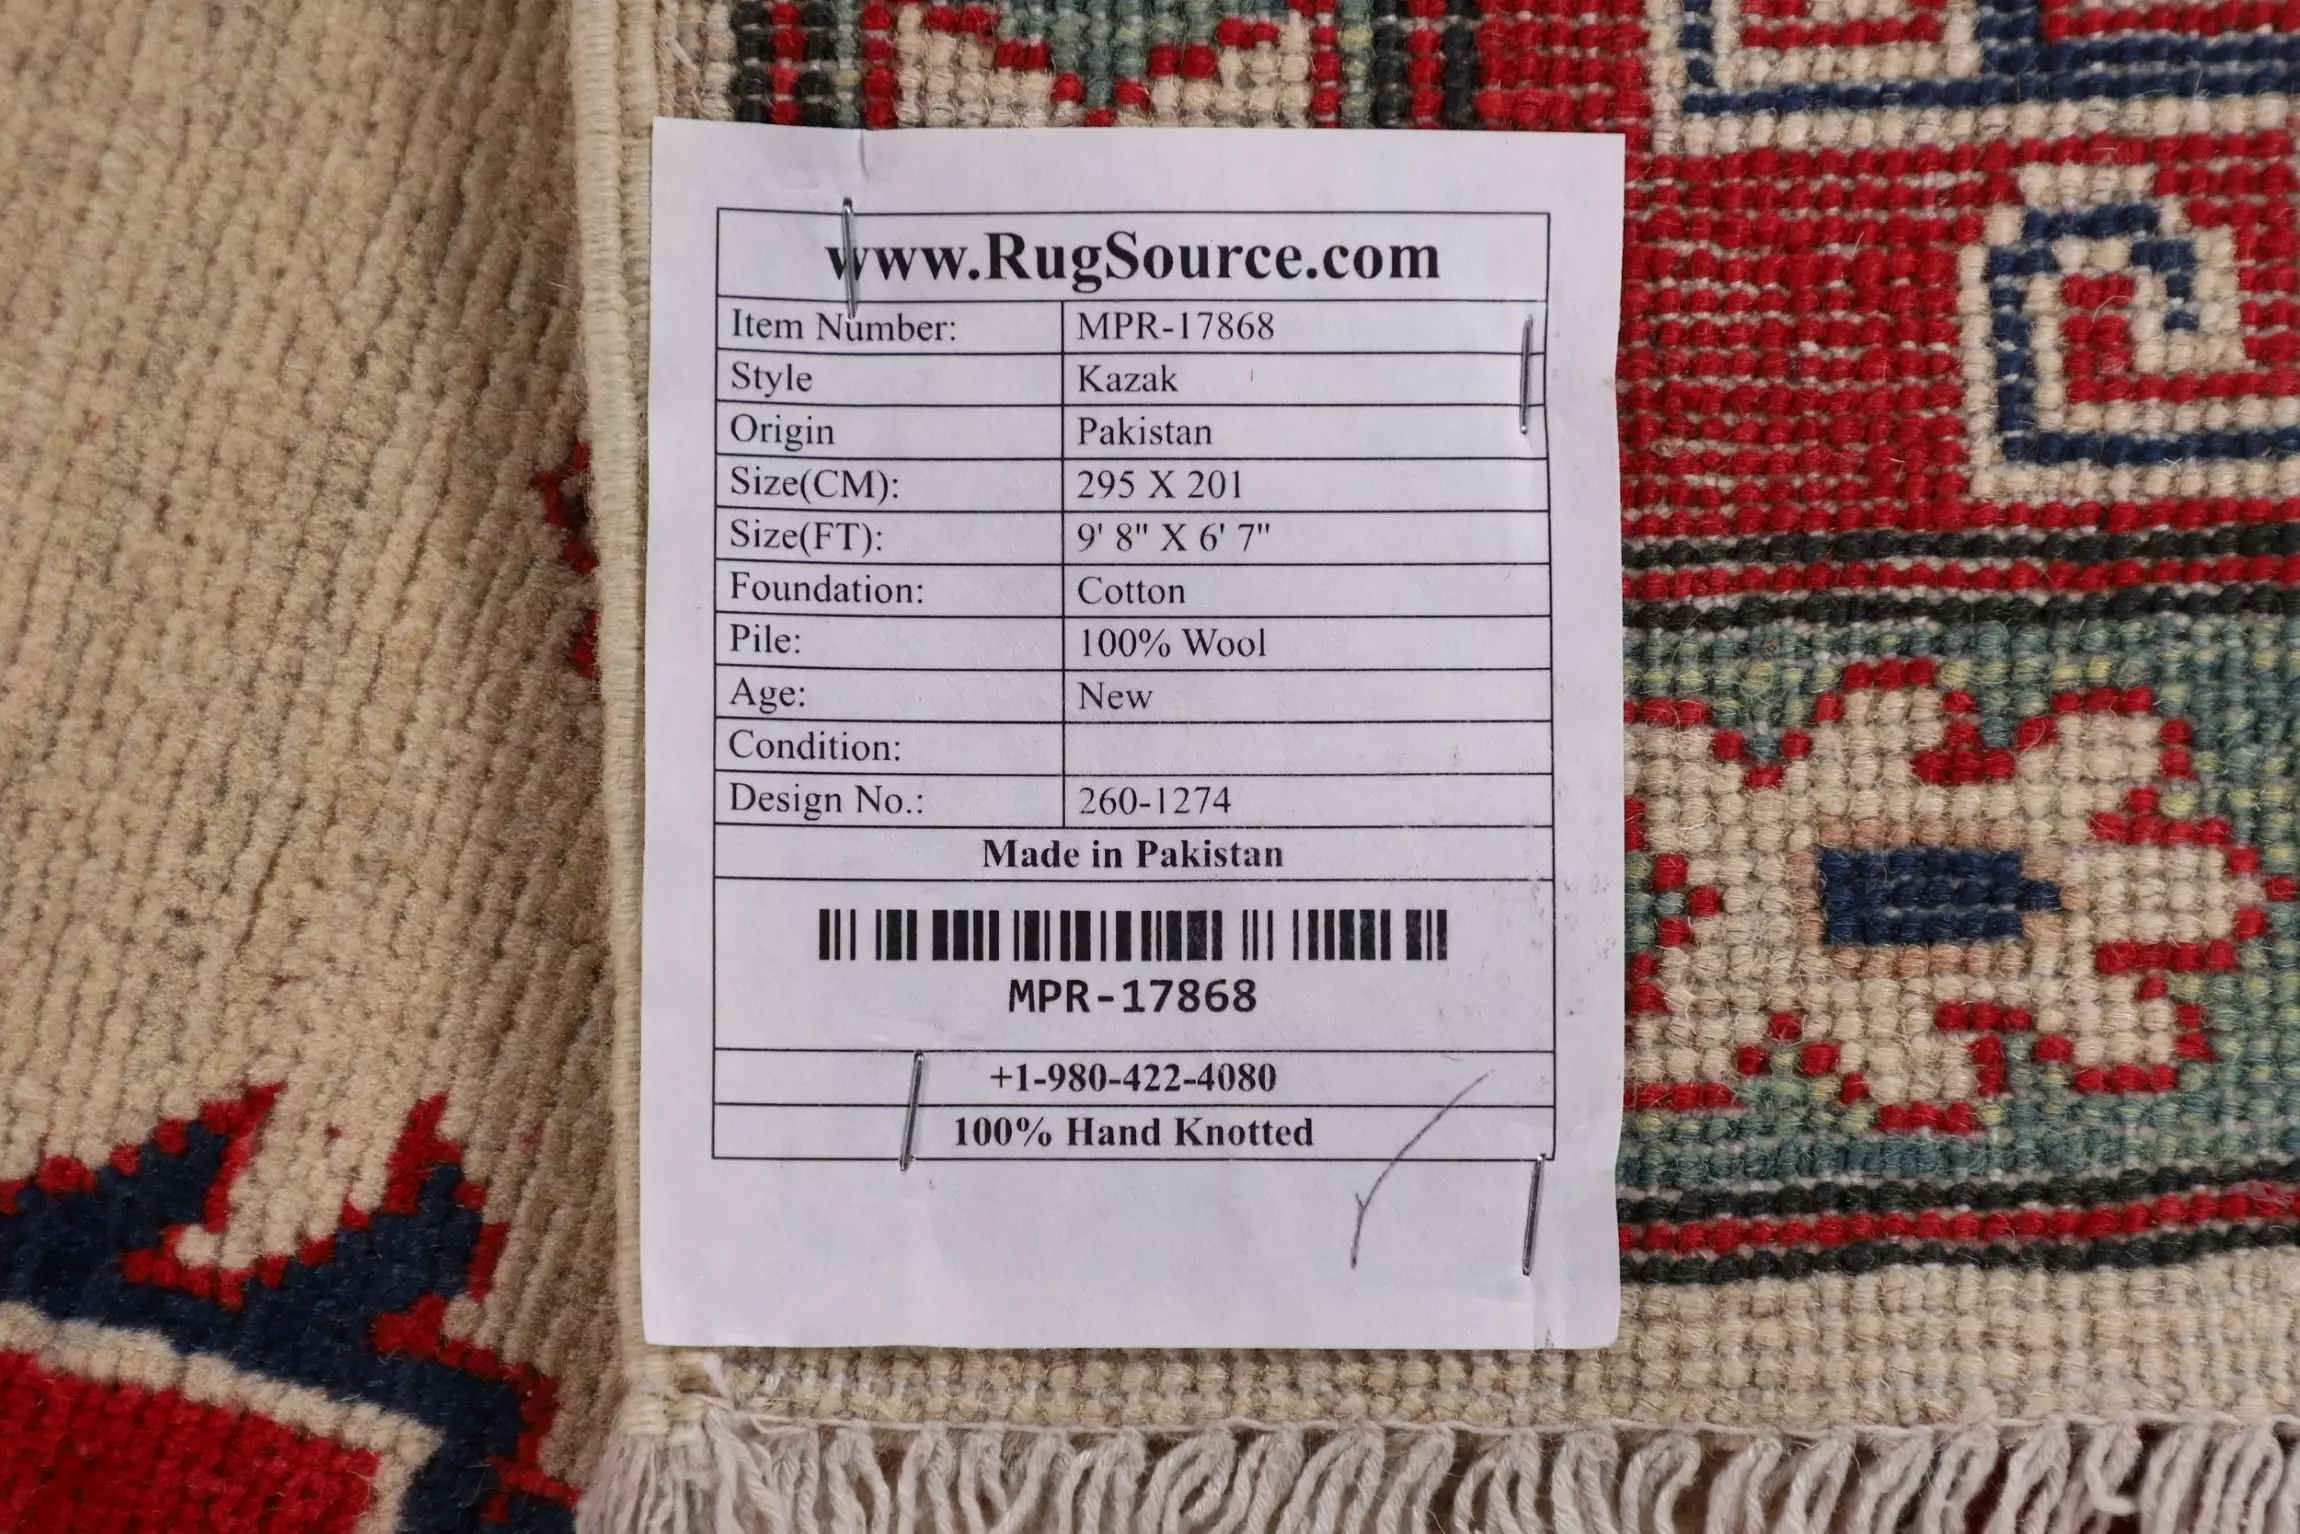 www.RugSource.com
Item Number: MPR-17868
Style Kazak
Origin Pakistan
Size(CM): 295 X 201
Size(FT): 9' 8" X 6' 7"
Foundation: Cotton
Pile: 100% Wool
Age: New
Condition:
Design No.: 260-1274
Made in Pakistan
MPR-17868
+1-980-422-4080
100% Hand Knotted